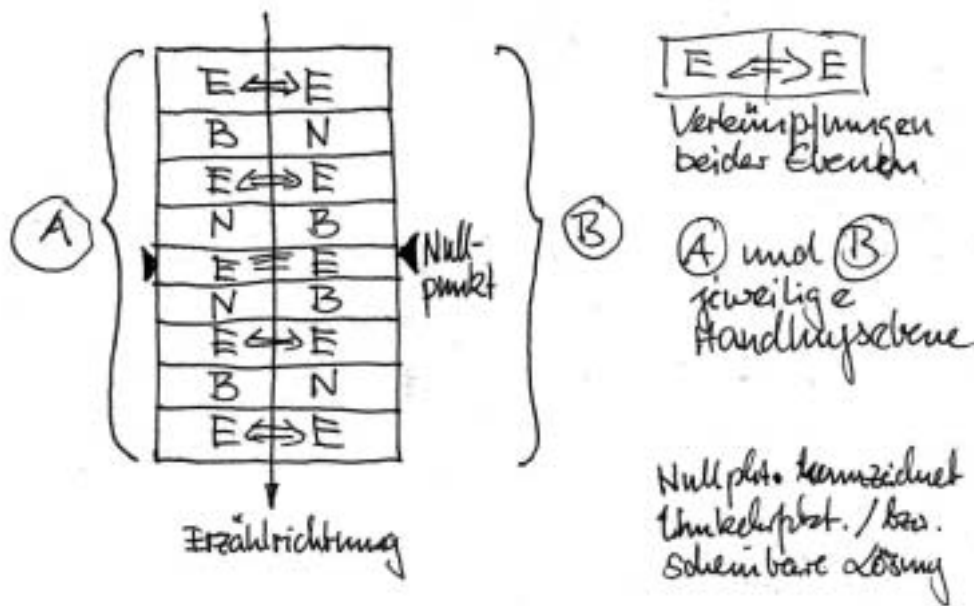 E ⇔ E
B N
E ⇔ E
N B
E ≡ E
N B
E ⇔ E
B N
E ⇔ E
A
B
Null-
punkt
Erzählrichtung
E ⇔ E
Verknüpfungen
beider Ebenen
A und B
jeweilige
Handlungsebene
Nullpkt. kennzeichnet
Umkehrpkt. / bzw.
scheinbare Lösung